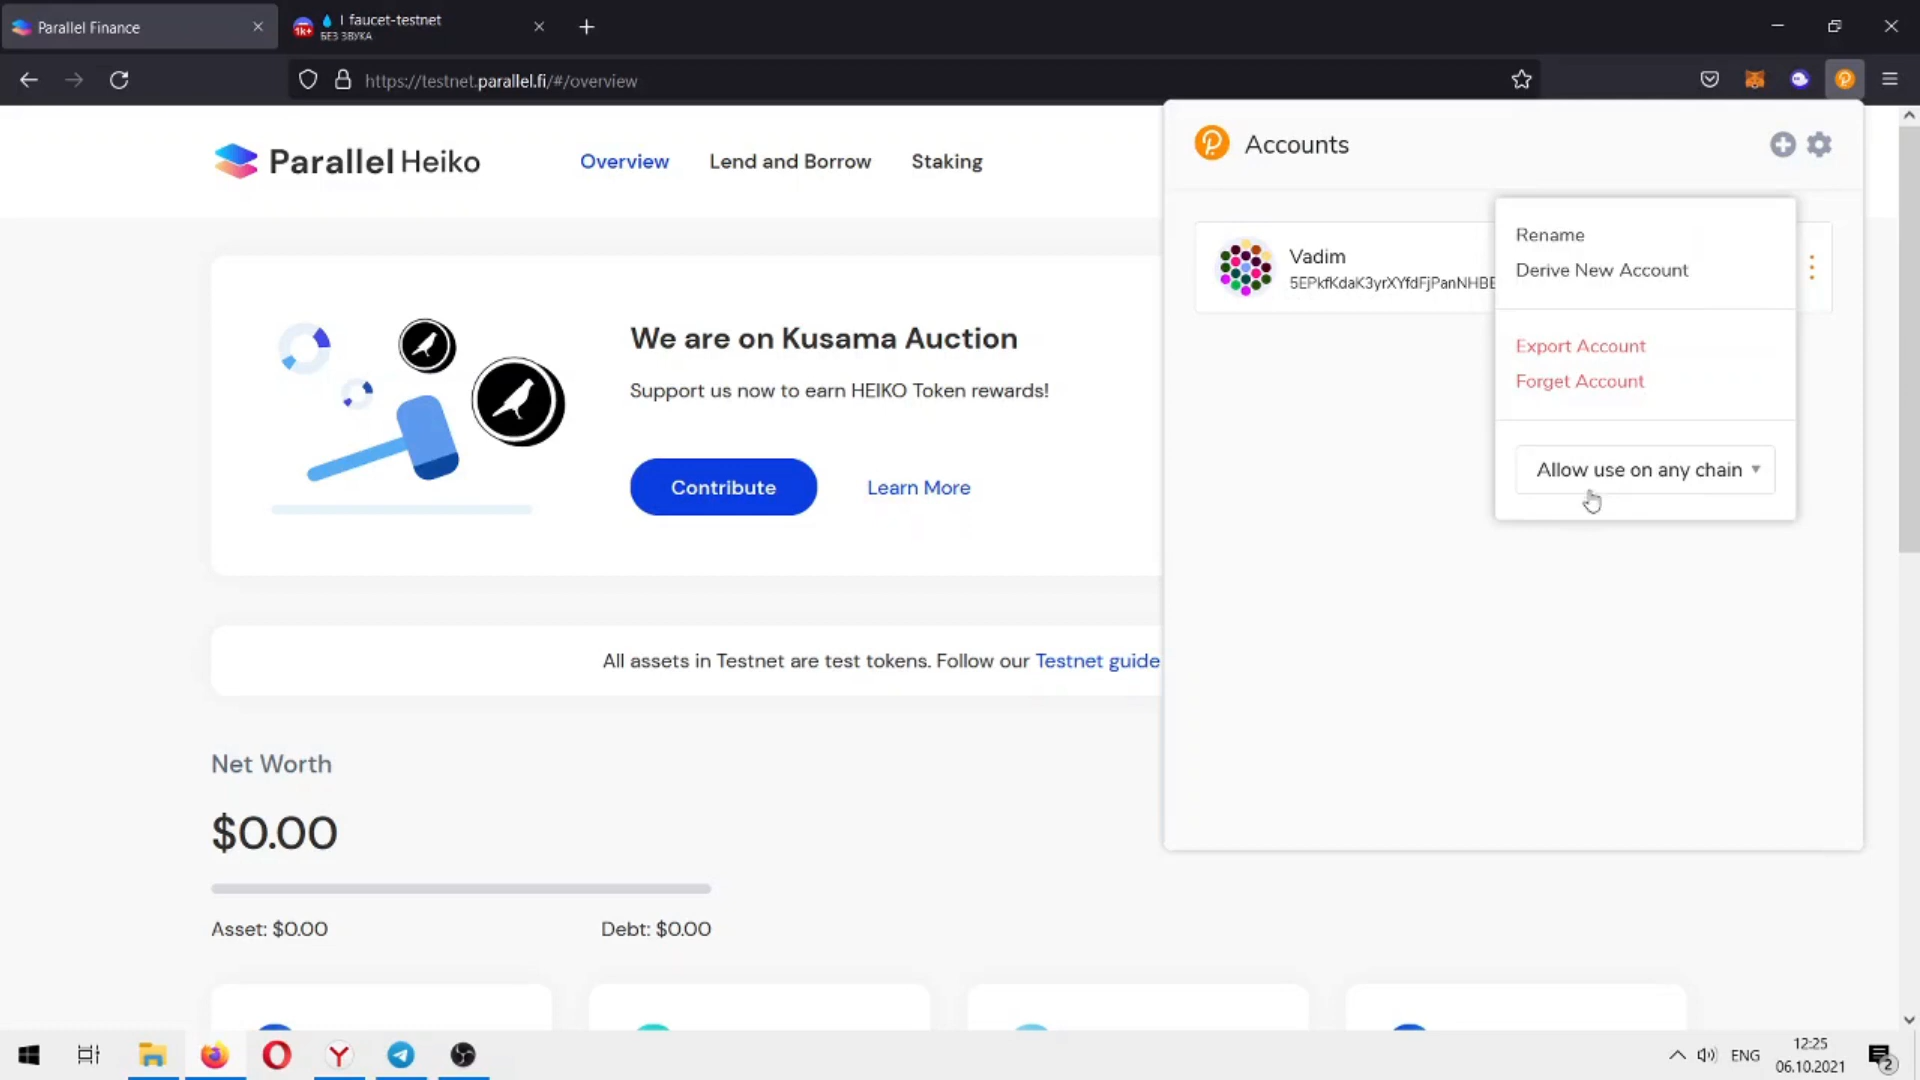 Parallel Finance
1k+
| faucet-testnet
БЕЗ ЗВУКА
https://testnet.parallel.fi/#/overview
Parallel Heiko
Overview
Lend and Borrow
Staking
Accounts
Vadim
5EPkfKdaK3yrXYfdFjPanNHBE
Rename
Derive New Account
Export Account
Forget Account
Allow use on any chain
We are on Kusama Auction
Support us now to earn HEIKO Token rewards!
Contribute
Learn More
All assets in Testnet are test tokens. Follow our Testnet guide
Net Worth
$0.00
Asset: $0.00
Debt: $0.00
ENG
12:25
06.10.2021
2